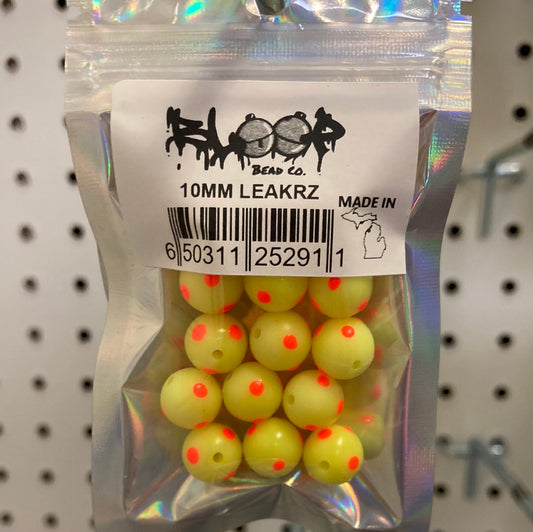 BLOOP
BEAD CO.
10MM LEAKRZ
MADE IN
6 50311 25291 1